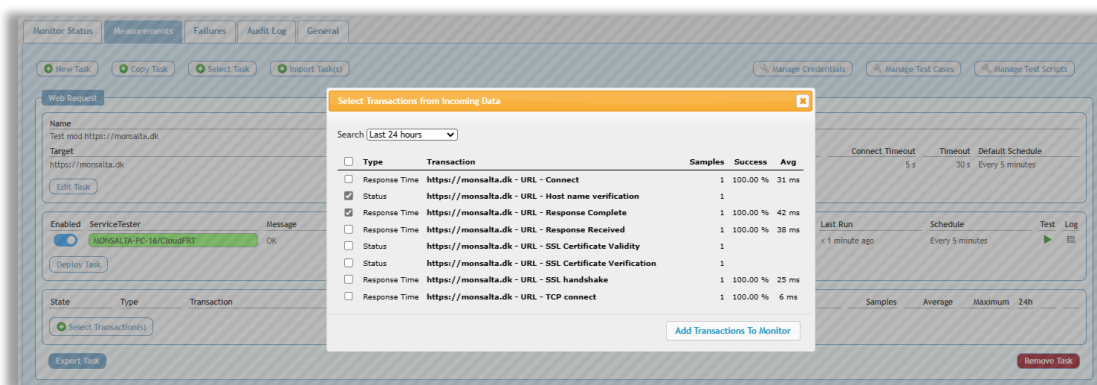 Monitor Status Measurements Failures Audit Log General
New Task Copy Task Select Task Import Task(s) Manage Credentials Manage Test Cases Manage Test Scripts
Web Request
Name
Test mod https://monsalta.dk
Target Connect Timeout Timeout Default Schedule
https://monsalta.dk 5 s 30 s Every 5 minutes
Edit Task
Enabled ServiceTester Message Last Run Schedule Test Log
MONSALTA-PC-16/CloudFRT OK < 1 minute ago Every 5 minutes
Deploy Task
State Type Transaction Samples Average Maximum 24h
Select Transaction(s)
Export Task Remove Task
Select Transactions from Incoming Data
Search Last 24 hours
Type Transaction Samples Success Avg
Response Time https://monsalta.dk - URL - Connect 1 100.00 % 31 ms
Status https://monsalta.dk - URL - Host name verification 1
Response Time https://monsalta.dk - URL - Response Complete 1 100.00 % 42 ms
Response Time https://monsalta.dk - URL - Response Received 1 100.00 % 38 ms
Status https://monsalta.dk - URL - SSL Certificate Validity 1
Status https://monsalta.dk - URL - SSL Certificate Verification 1
Response Time https://monsalta.dk - URL - SSL handshake 1 100.00 % 25 ms
Response Time https://monsalta.dk - URL - TCP connect 1 100.00 % 6 ms
Add Transactions To Monitor